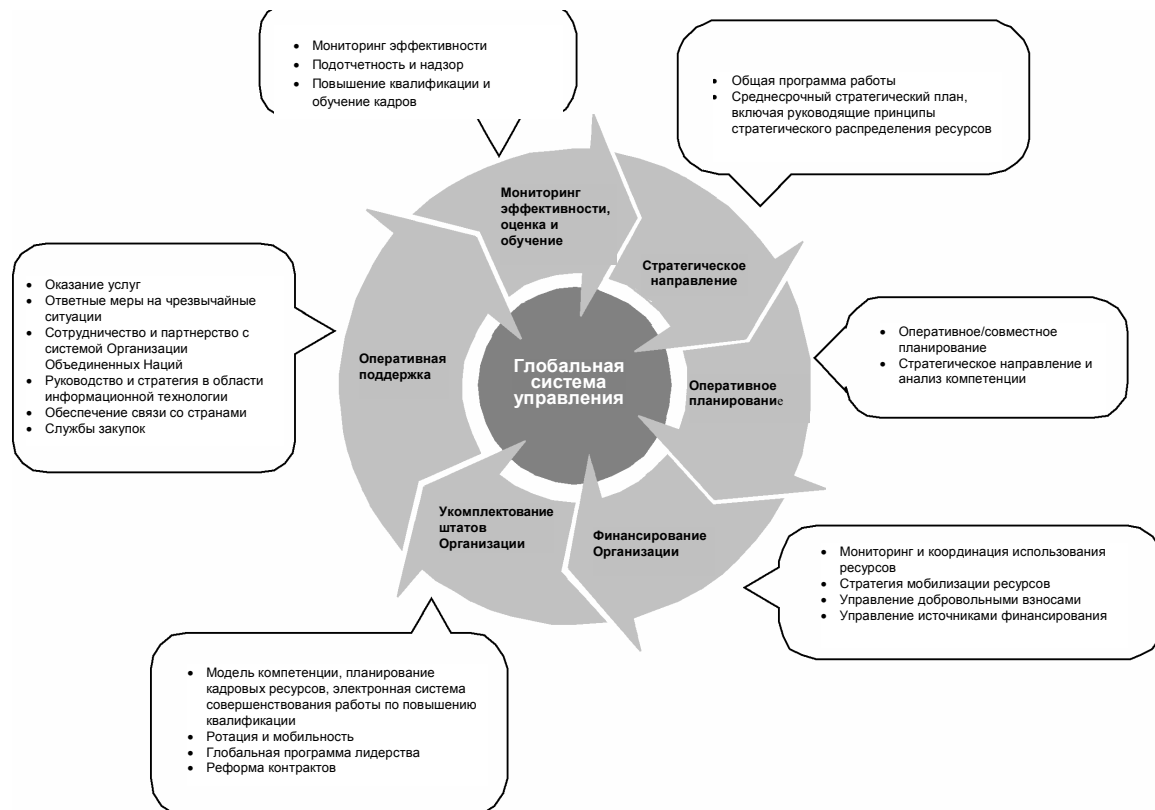 • Мониторинг эффективности
• Подотчетность и надзор
• Повышение квалификации и
обучение кадров
• Общая программа работы
• Среднесрочный стратегический план,
включая руководящие принципы
стратегического распределения ресурсов
Мониторинг
эффективности,
оценка и
обучение
Стратегическое
направление
• Оказание услуг
• Ответные меры на чрезвычайные
ситуации
• Сотрудничество и партнерство с
системой Организации
Объединенных Наций
• Руководство и стратегия в области
информационной технологии
• Обеспечение связи со странами
• Службы закупок
Оперативная
поддержка
Глобальная
система
управления
Оперативное
планирование
• Оперативное/совместное
планирование
• Стратегическое направление и
анализ компетенции
Укомплектование
штатов
Организации
Финансирование
Организации
• Мониторинг и координация использования
ресурсов
• Стратегия мобилизации ресурсов
• Управление добровольными взносами
• Управление источниками финансирования
• Модель компетенции, планирование
кадровых ресурсов, электронная система
совершенствования работы по повышению
квалификации
• Ротация и мобильность
• Глобальная программа лидерства
• Реформа контрактов